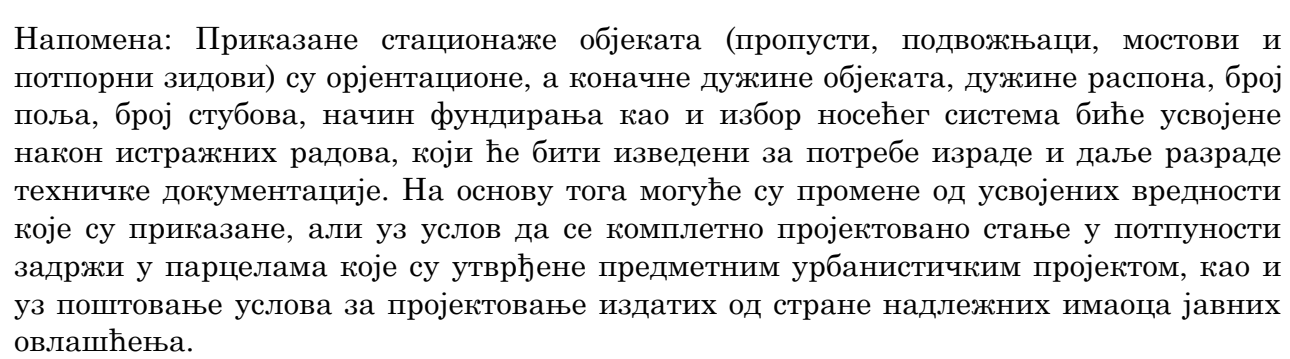 Напомена: Приказане стационаже објеката (пропусти, подвожњаци, мостови и
потпорни зидови) су орјентационе, а коначне дужине објеката, дужине распона, број
поља, број стубова, начин фундирања као и избор носећег система биће усвојене
након истражних радова, који ће бити изведени за потребе израде и даље разраде
техничке документације. На основу тога могуће су промене од усвојених вредности
које су приказане, али уз услов да се комплетно пројектовано стање у потпуности
задржи у парцелама које су утврђене предметним урбанистичким пројектом, као и
уз поштовање услова за пројектовање издатих од стране надлежних имаоца јавних
овлашћења.